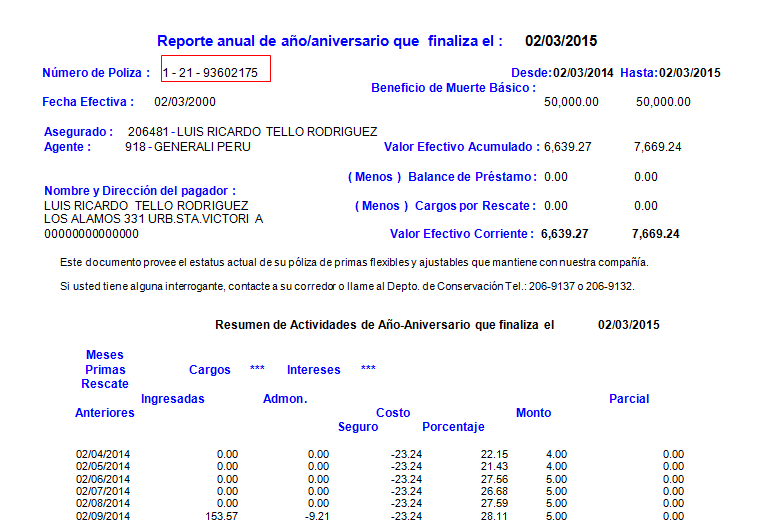 Reporte anual de año/aniversario que finaliza el : 02/03/2015
Número de Poliza : 1 - 21 - 93602175 Desde: 02/03/2014 Hasta: 02/03/2015
Beneficio de Muerte Básico :
Fecha Efectiva : 02/03/2000 50,000.00 50,000.00
Asegurado : 206481 - LUIS RICARDO TELLO RODRIGUEZ
Agente : 918 - GENERALI PERU Valor Efectivo Acumulado : 6,639.27 7,669.24
( Menos ) Balance de Préstamo : 0.00 0.00
Nombre y Dirección del pagador :
LUIS RICARDO TELLO RODRIGUEZ ( Menos ) Cargos por Rescate : 0.00 0.00
LOS ALAMOS 331 URB.STA.VICTORI A
00000000000000 Valor Efectivo Corriente : 6,639.27 7,669.24
Este documento provee el estatus actual de su póliza de primas flexibles y ajustables que mantiene con nuestra compañía.
Si usted tiene alguna interrogante, contacte a su corredor o llame al Depto. de Conservación Tel.: 206-9137 o 206-9132.
Resumen de Actividades de Año-Aniversario que finaliza el 02/03/2015
Meses
Primas Cargos *** Intereses ***
Rescate
Ingresadas Admon. Parcial
Anteriores Costo Monto
Seguro Porcentaje
02/04/2014 0.00 0.00 -23.24 22.15 4.00 0.00
02/05/2014 0.00 0.00 -23.24 21.43 4.00 0.00
02/06/2014 0.00 0.00 -23.24 27.56 5.00 0.00
02/07/2014 0.00 0.00 -23.24 26.68 5.00 0.00
02/08/2014 0.00 0.00 -23.24 27.59 5.00 0.00
02/09/2014 153.57 -9.21 -23.24 28.11 5.00 0.00